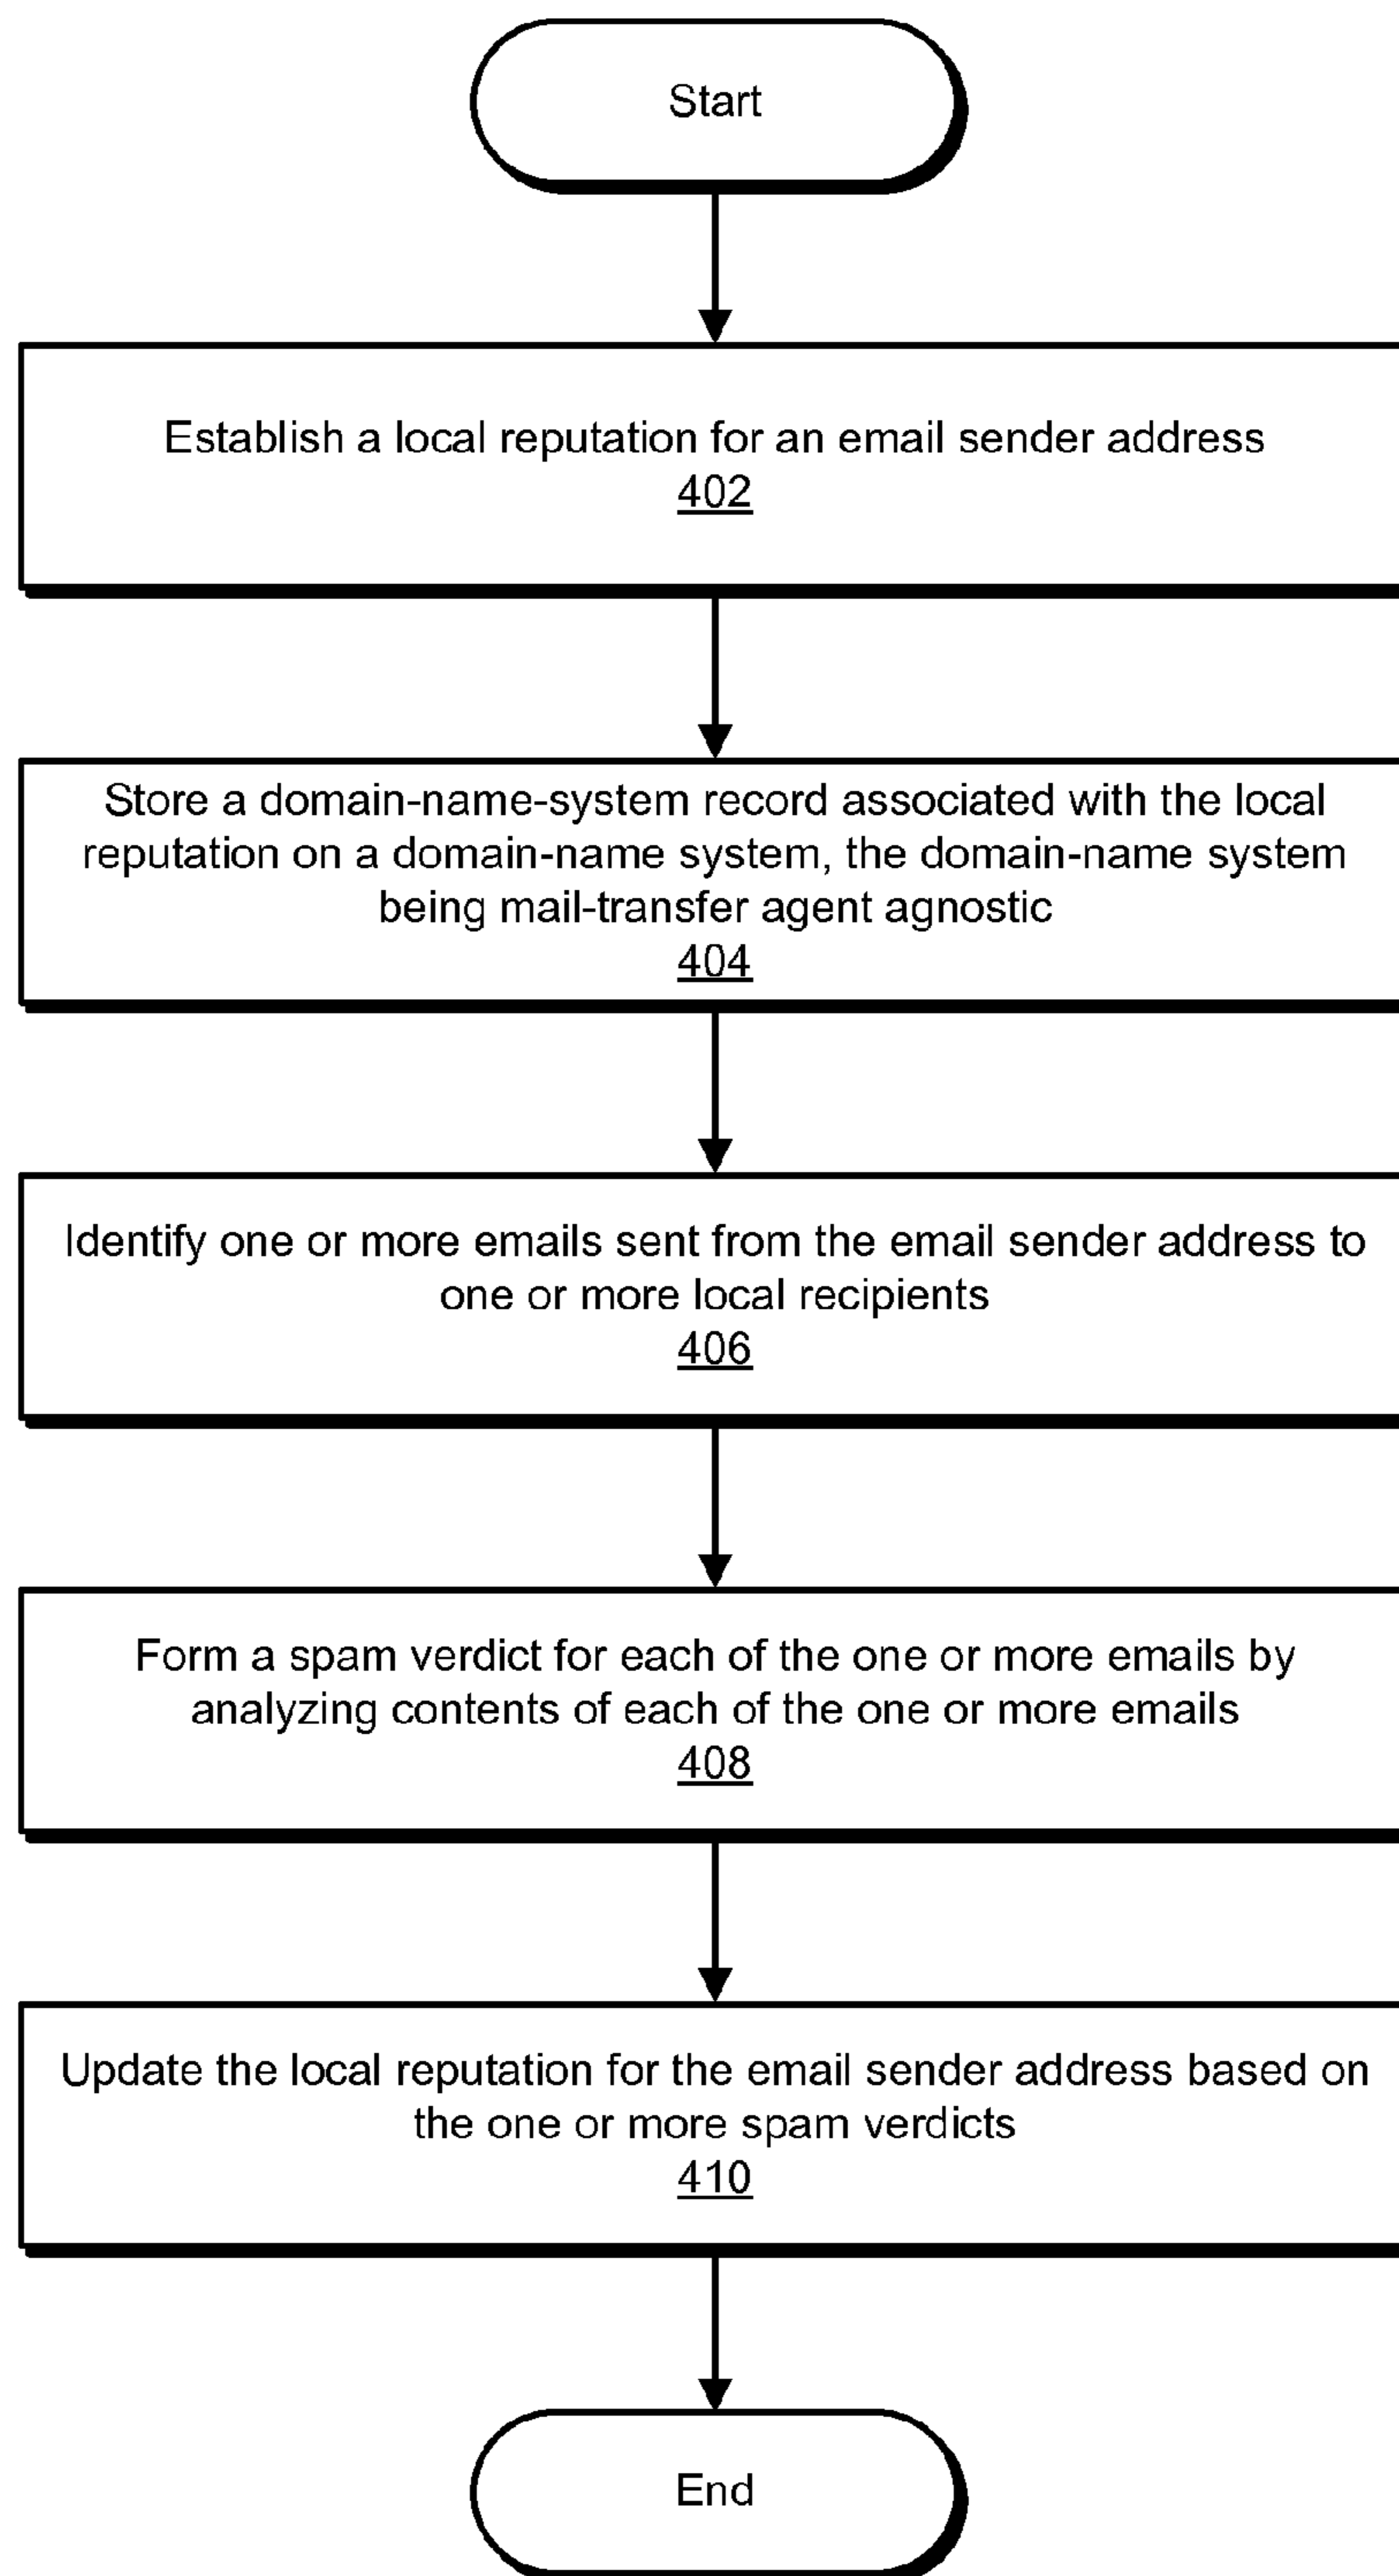 Start
Establish a local reputation for an email sender address
402
Store a domain-name-system record associated with the local
reputation on a domain-name system, the domain-name system
being mail-transfer agent agnostic
404
Identify one or more emails sent from the email sender address to
one or more local recipients
406
Form a spam verdict for each of the one or more emails by
analyzing contents of each of the one or more emails
408
Update the local reputation for the email sender address based on
the one or more spam verdicts
410
End